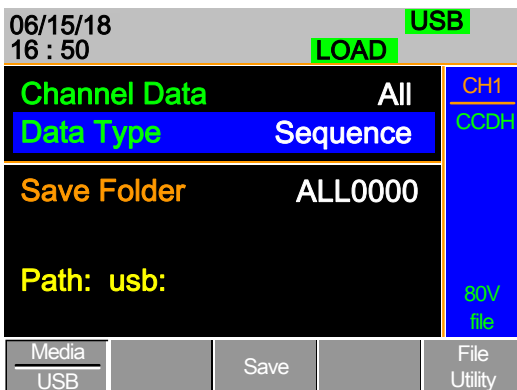 06/15/18 USB
16 : 50 LOAD
Channel Data All
Data Type Sequence
Save Folder ALL0000
Path: usb:
CH1
CCDH
80V
file
Media
USB
Save
File
Utility